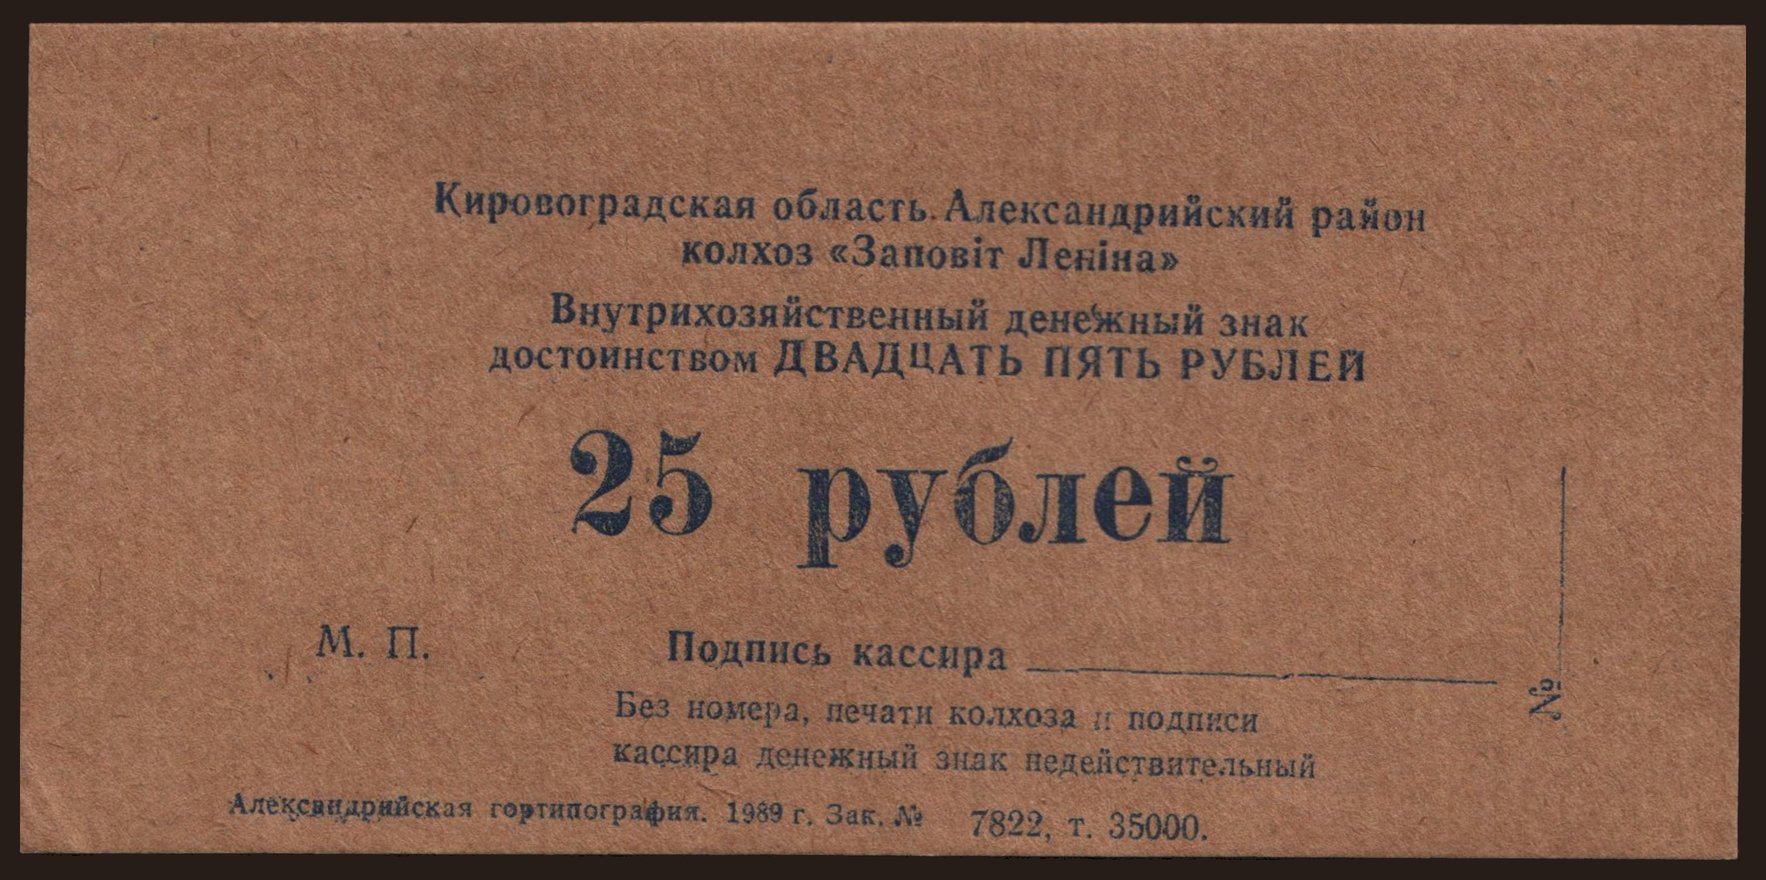 Кировоградская область Александрийский район
колхоз «Заповіт Леніна»
Внутрихозяйственный денежный знак
достоинством ДВАДЦАТЬ ПЯТЬ РУБЛЕЙ
25 рублей
М. П.
Подпись кассира
№
Без номера, печати колхоза и подписи
кассира денежный знак недействительный
Александрийская гортипография. 1989 г. Зак. № 7822, т. 35000.